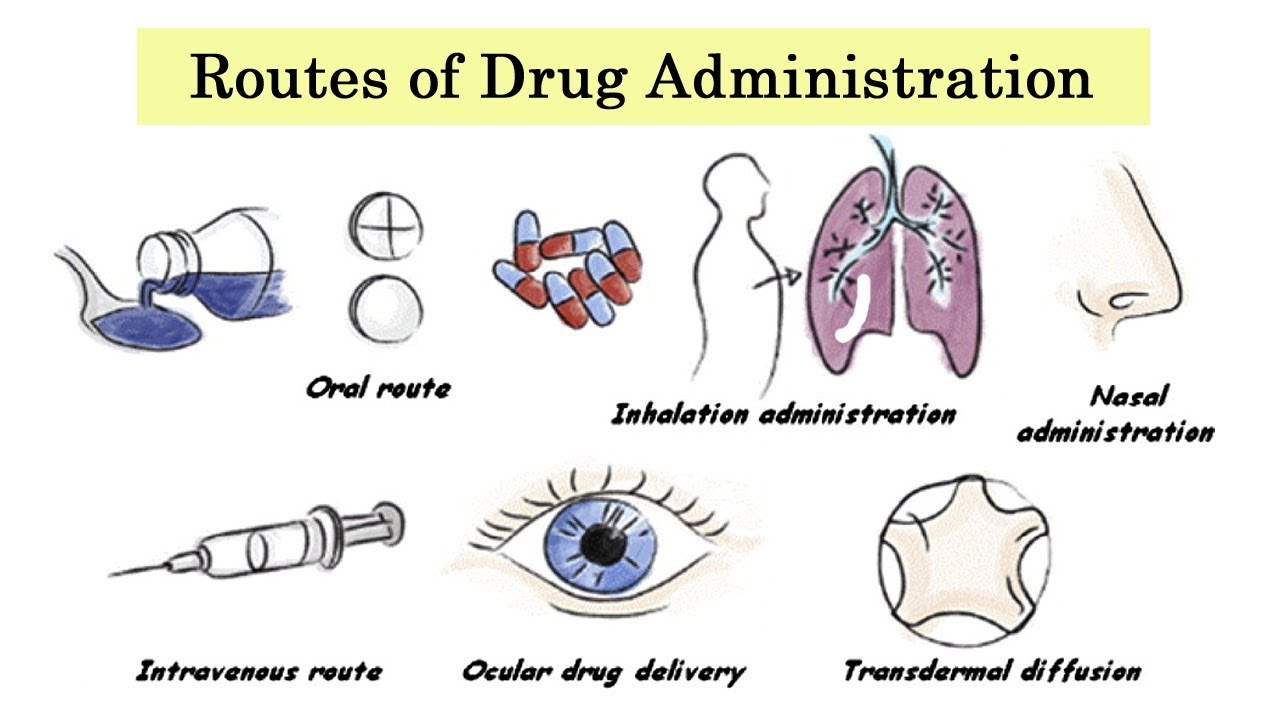 Routes of Drug Administration
Oral route
Inhalation administration
Nasal
administration
Intravenous route
Ocular drug delivery
Transdermal diffusion